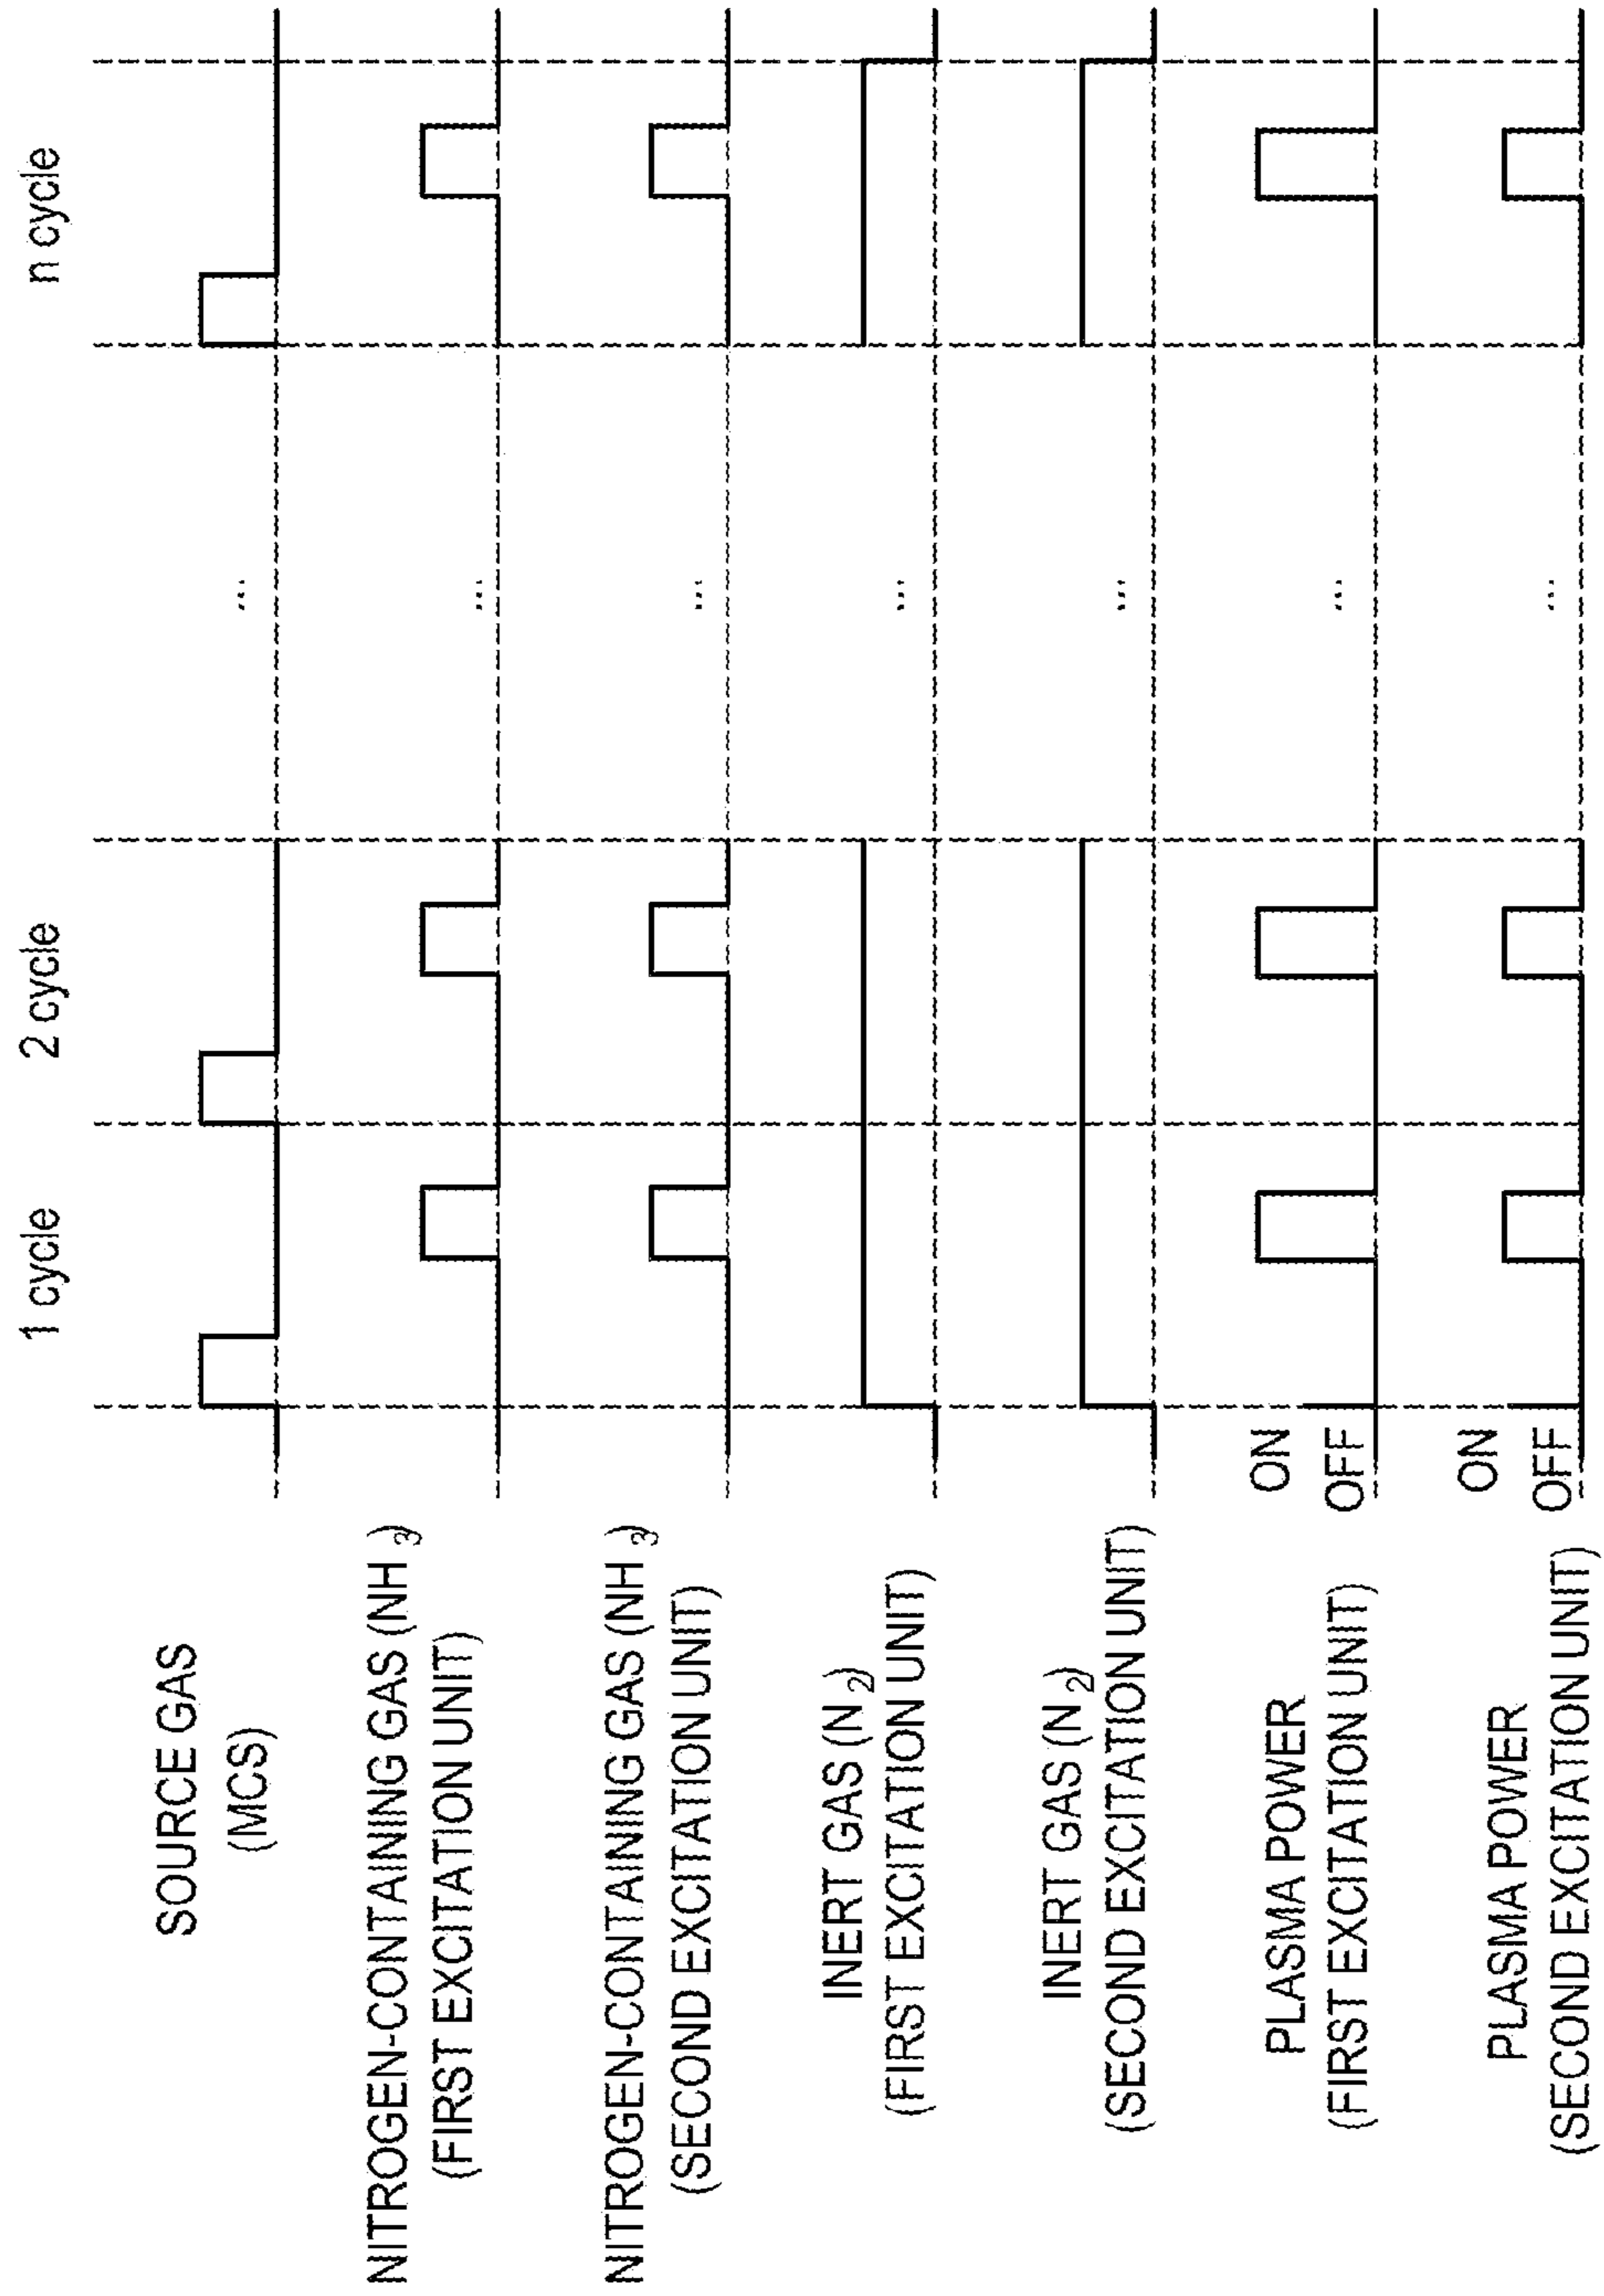 1 cycle
2 cycle
n cycle
SOURCE GAS
(MCS)
...
NITROGEN-CONTAINING GAS (NH3)
(FIRST EXCITATION UNIT)
...
NITROGEN-CONTAINING GAS (NH3)
(SECOND EXCITATION UNIT)
...
INERT GAS (N2)
(FIRST EXCITATION UNIT)
...
INERT GAS (N2)
(SECOND EXCITATION UNIT)
...
PLASMA POWER
(FIRST EXCITATION UNIT)
ON
OFF
...
PLASMA POWER
(SECOND EXCITATION UNIT)
ON
OFF
...